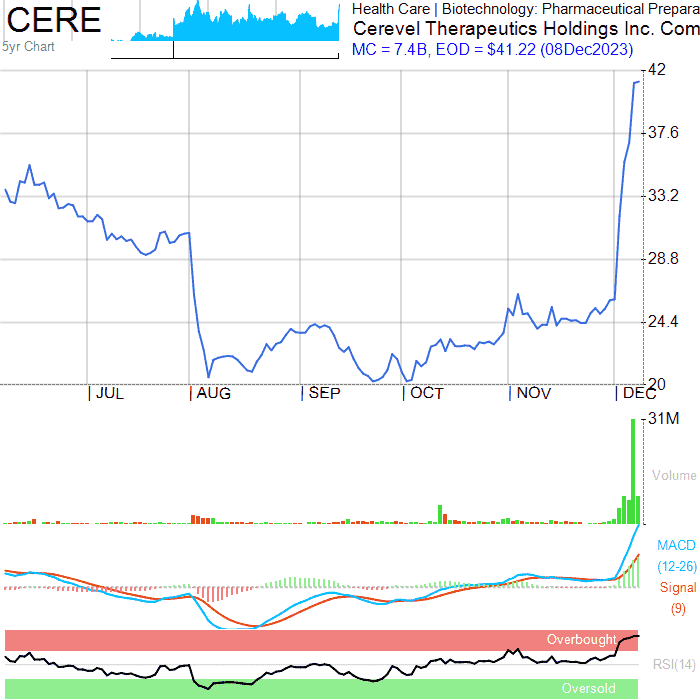 CERE
5yr Chart
Health Care | Biotechnology: Pharmaceutical Prepara
Cerevel Therapeutics Holdings Inc. Com
MC = 7.4B, EOD = $41.22 (08Dec2023)
42
37.6
33.2
28.8
24.4
20
JUL AUG SEP OCT NOV DEC
31M
Volume
MACD
(12-26)
Signal
(9)
Overbought
RSI(14)
Oversold